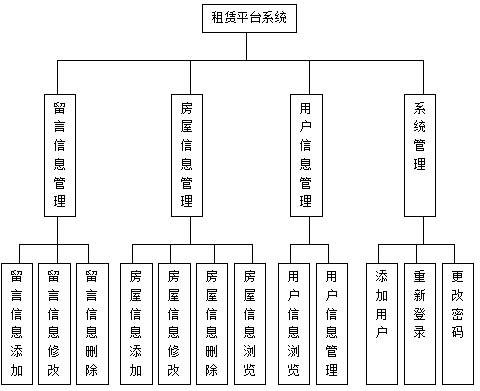 租赁平台系统
留言信息管理
房屋信息管理
用户信息管理
系统管理
留言信息添加
留言信息修改
留言信息删除
房屋信息添加
房屋信息修改
房屋信息删除
房屋信息浏览
用户信息浏览
用户信息管理
添加用户
重新登录
更改密码